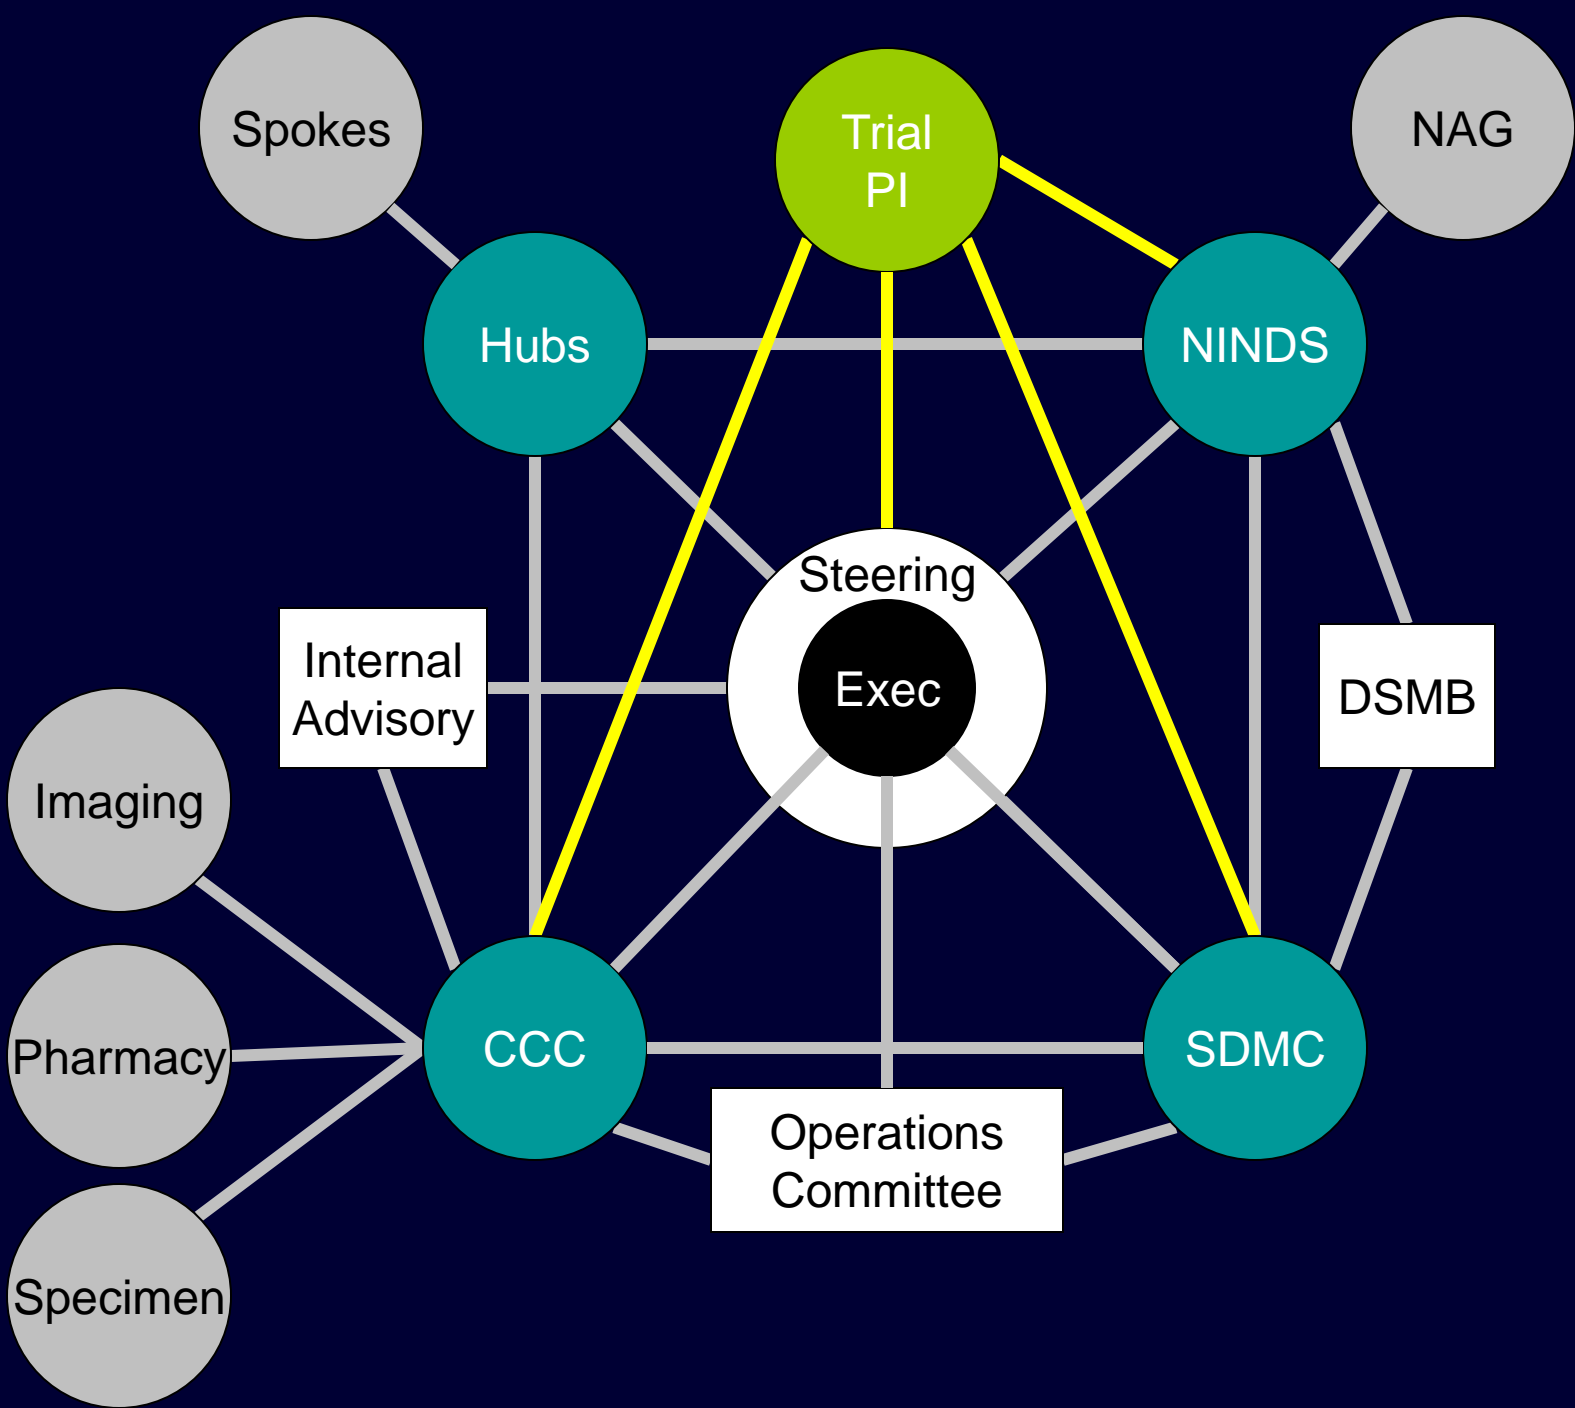 Spokes
Trial
PI
NAG
Hubs
NINDS
Steering
Internal
Advisory
Exec
DSMB
Imaging
Pharmacy
CCC
SDMC
Operations
Committee
Specimen